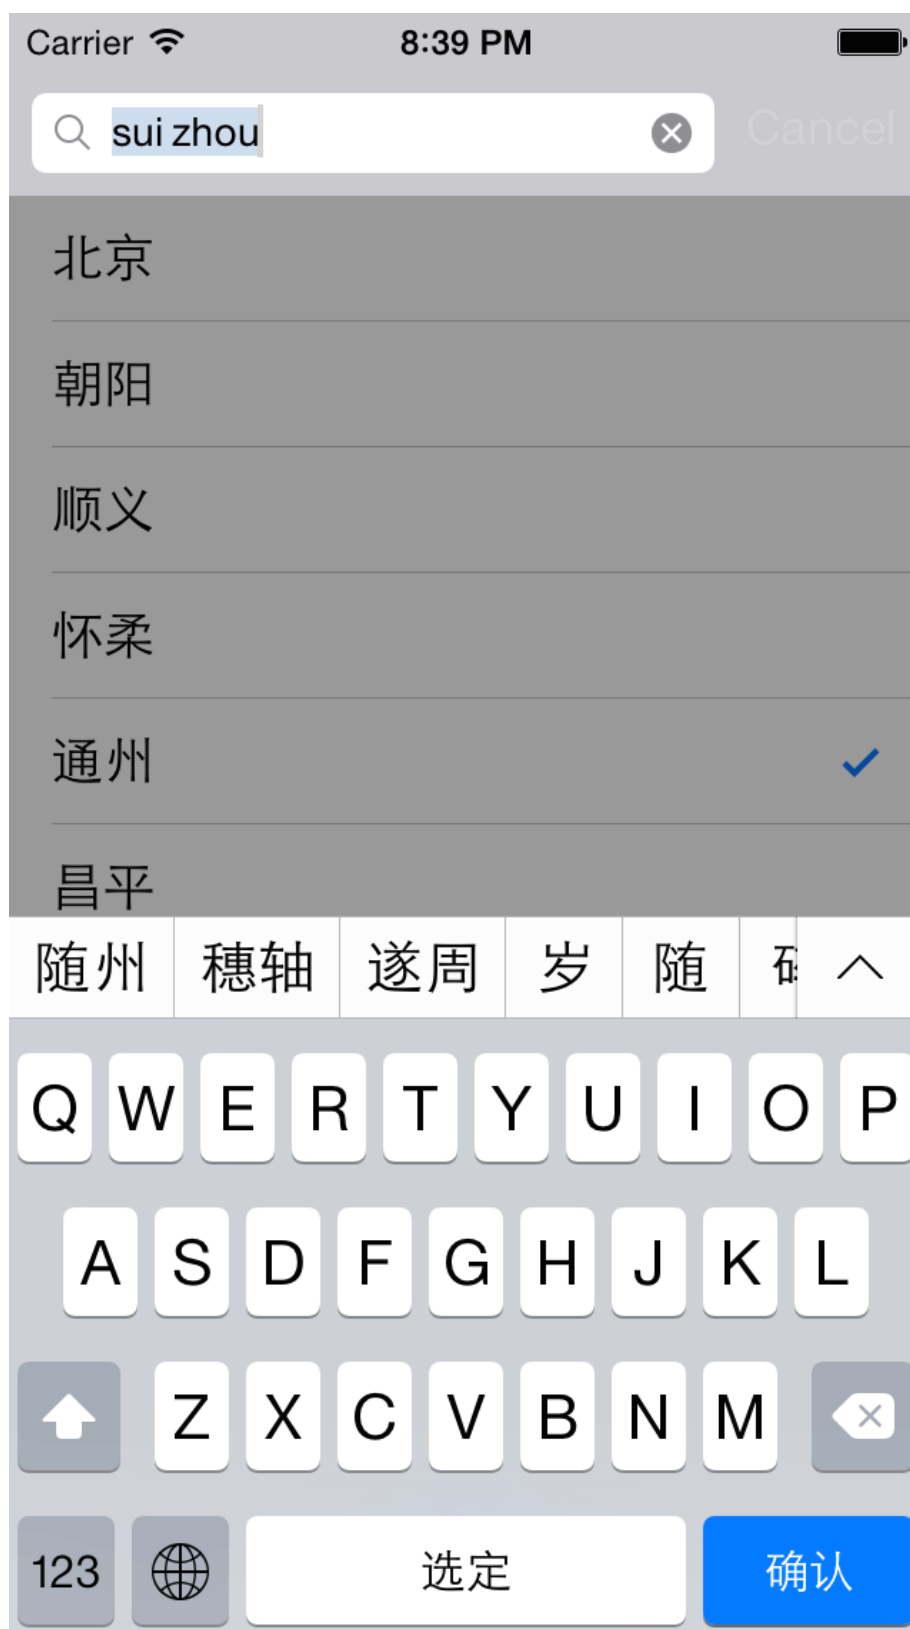 Carrier 8:39 PM
sui zhou Cancel
北京
朝阳
顺义
怀柔
通州
昌平
随州 穗轴 遂周 岁 随
Q W E R T Y U I O P
A S D F G H J K L
Z X C V B N M
123 选定 确认